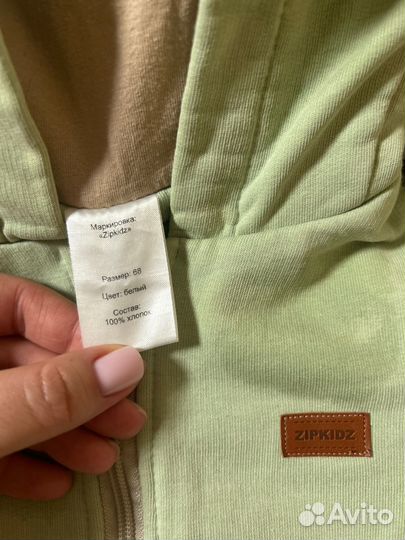 Маркировка:
«Zipkidz»
Размер: 68
Цвет: белый
Состав:
100% хлопок
ZIPKIDZ
Avito